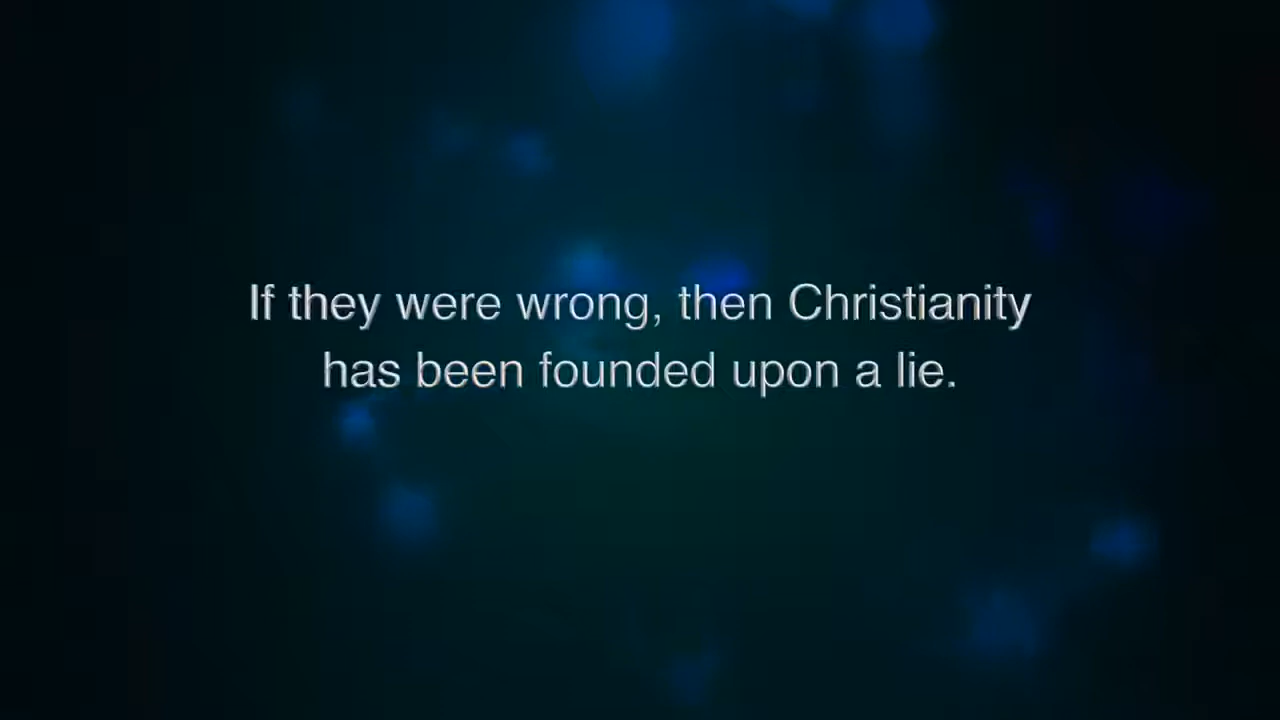 If they were wrong, then Christianity
has been founded upon a lie.